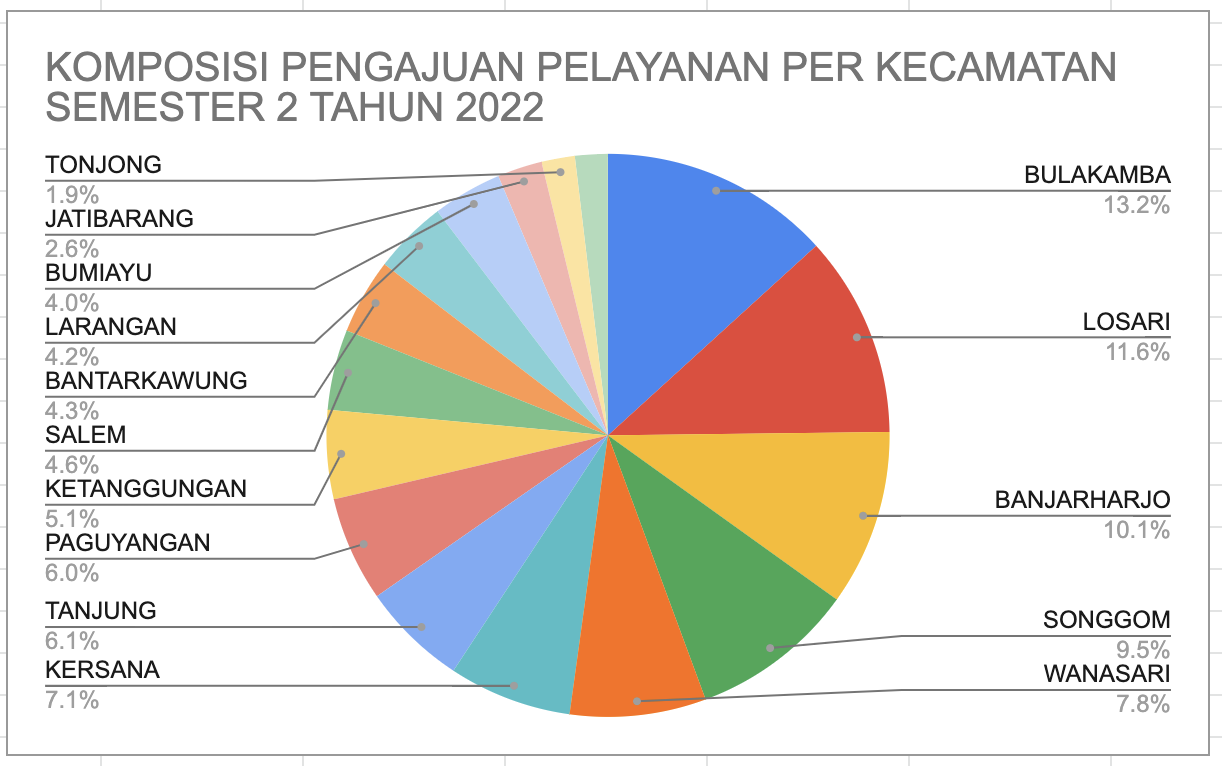 KOMPOSISI PENGAJUAN PELAYANAN PER KECAMATAN
SEMESTER 2 TAHUN 2022
TONJONG
1.9%
JATIBARANG
2.6%
BUMIAYU
4.0%
LARANGAN
4.2%
BANTARKAWUNG
4.3%
SALEM
4.6%
KETANGGUNGAN
5.1%
PAGUYANGAN
6.0%
TANJUNG
6.1%
KERSANA
7.1%
BULAKAMBA
13.2%
LOSARI
11.6%
BANJARHARJO
10.1%
SONGGOM
9.5%
WANASARI
7.8%